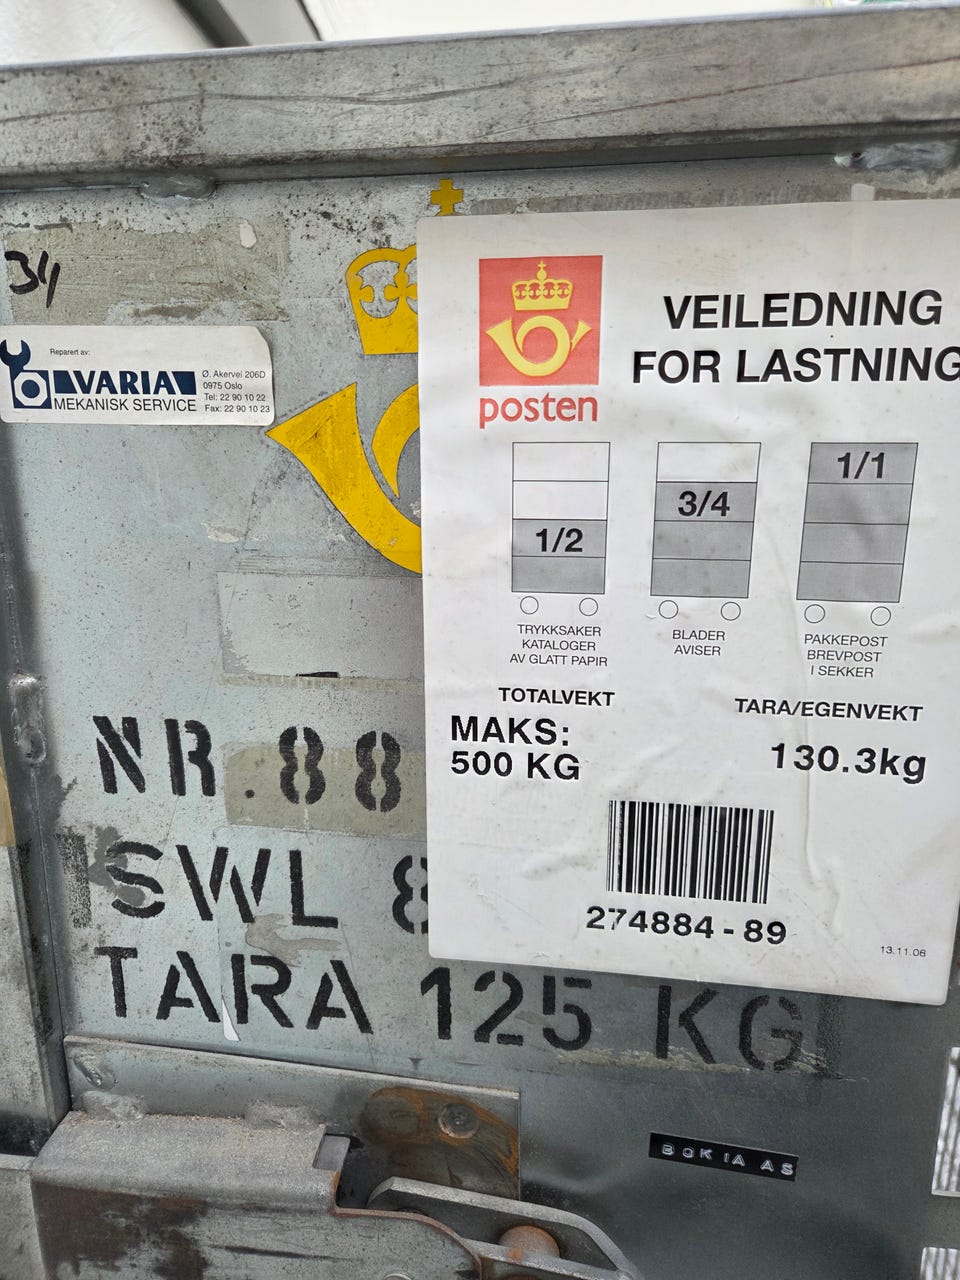 34
Reparert av:
VARIA
MEKANISK SERVICE
Ø. Akervei 206D
0975 Oslo
Tel: 22 90 10 22
Fax: 22 90 10 23
posten
VEILEDNING
FOR LASTNING
1/2
3/4
1/1
TRYKKSAKER
KATALOGER
AV GLATT PAPIR
BLADER
AVISER
PAKKEPOST
BREVPOST
I SEKKER
TOTALVEKT
MAKS:
500 KG
TARA/EGENVEKT
130.3kg
274884-89
13.11.06
NR.88
SWL 8
TARA 125 KG
BOKIA AS